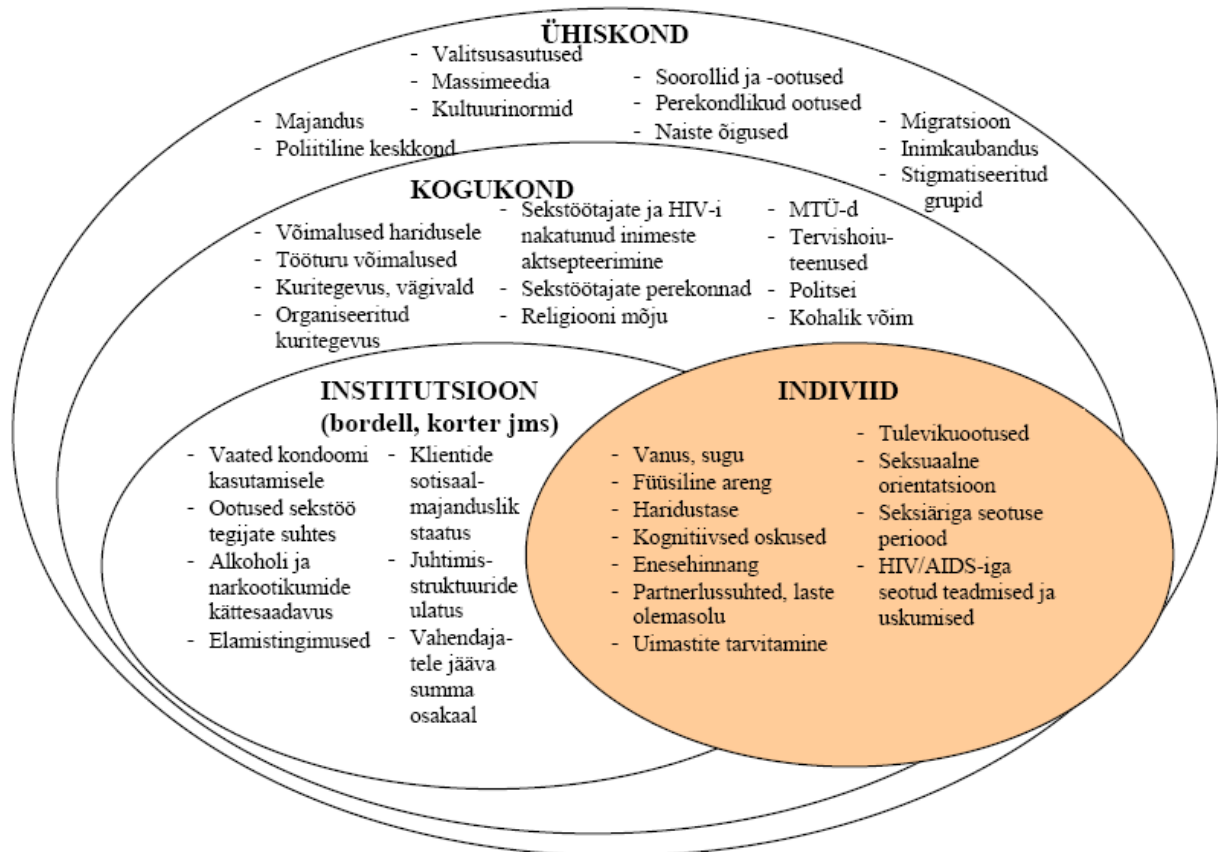 ÜHISKOND
- Valitsusasutused
- Massimeedia
- Kultuurinormid
- Soorollid ja -ootused
- Perekondlikud ootused
- Naiste õigused
- Majandus
- Poliitiline keskkond
- Migratsioon
- Inimkaubandus
- Stigmatiseeritud
grupid
KOGUKOND
- Võimalused haridusele
- Tööturu võimalused
- Kuritegevus, vägivald
- Organiseeritud
kuritegevus
- Sekstöötajate ja HIV-i
nakatunud inimeste
aktsepteerimine
- Sekstöötajate perekonnad
- Religiooni mõju
- MTÜ-d
- Tervishoiu-
teenused
- Politsei
- Kohalik võim
INSTITUTSIOON
(bordell, korter jms)
- Vaated kondoomi
kasutamisele
- Ootused sekstöö
tegijate suhtes
- Alkoholi ja
narkootikumide
kättesaadavus
- Elamistingimused
- Klientide
sotisaal-
majanduslik
staatus
- Juhtimis-
struktuuride
ulatus
- Vahendaja-
tele jääva
summa
osakaal
INDIVIID
- Vanus, sugu
- Füüsiline areng
- Haridustase
- Kognitiivsed oskused
- Enesehinnang
- Partnerlussuhted, laste
olemasolu
- Uimastite tarvitamine
- Tulevikuootused
- Seksuaalne
orientatsioon
- Seksiäriga seotuse
periood
- HIV/AIDS-iga
seotud teadmised ja
uskumised